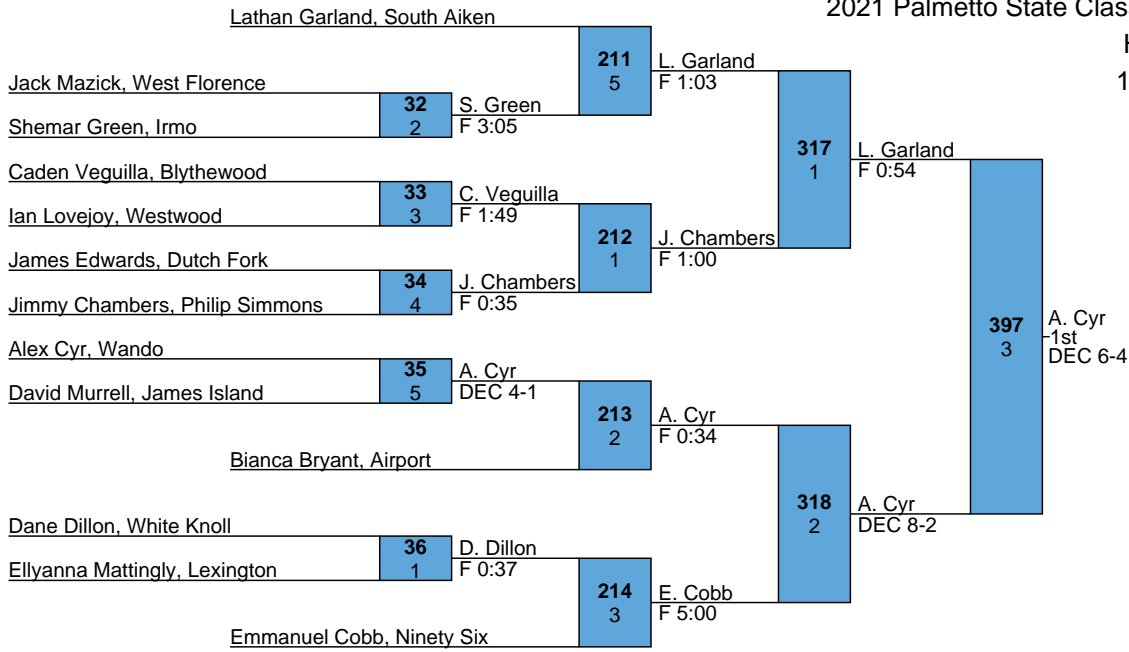 2021 Palmetto State Clas
H
1
Lathan Garland, South Aiken
211
5
L. Garland
F 1:03
Jack Mazick, West Florence
32
2
S. Green
F 3:05
Shemar Green, Irmo
317
1
L. Garland
F 0:54
Caden Veguilla, Blythewood
33
3
C. Veguilla
F 1:49
Ian Lovejoy, Westwood
212
1
J. Chambers
F 1:00
James Edwards, Dutch Fork
34
4
J. Chambers
F 0:35
Jimmy Chambers, Philip Simmons
397
3
A. Cyr
1st
DEC 6-4
Alex Cyr, Wando
35
5
A. Cyr
DEC 4-1
David Murrell, James Island
213
2
A. Cyr
F 0:34
Bianca Bryant, Airport
318
2
A. Cyr
DEC 8-2
Dane Dillon, White Knoll
36
1
D. Dillon
F 0:37
Ellyanna Mattingly, Lexington
214
3
E. Cobb
F 5:00
Emmanuel Cobb, Ninety Six